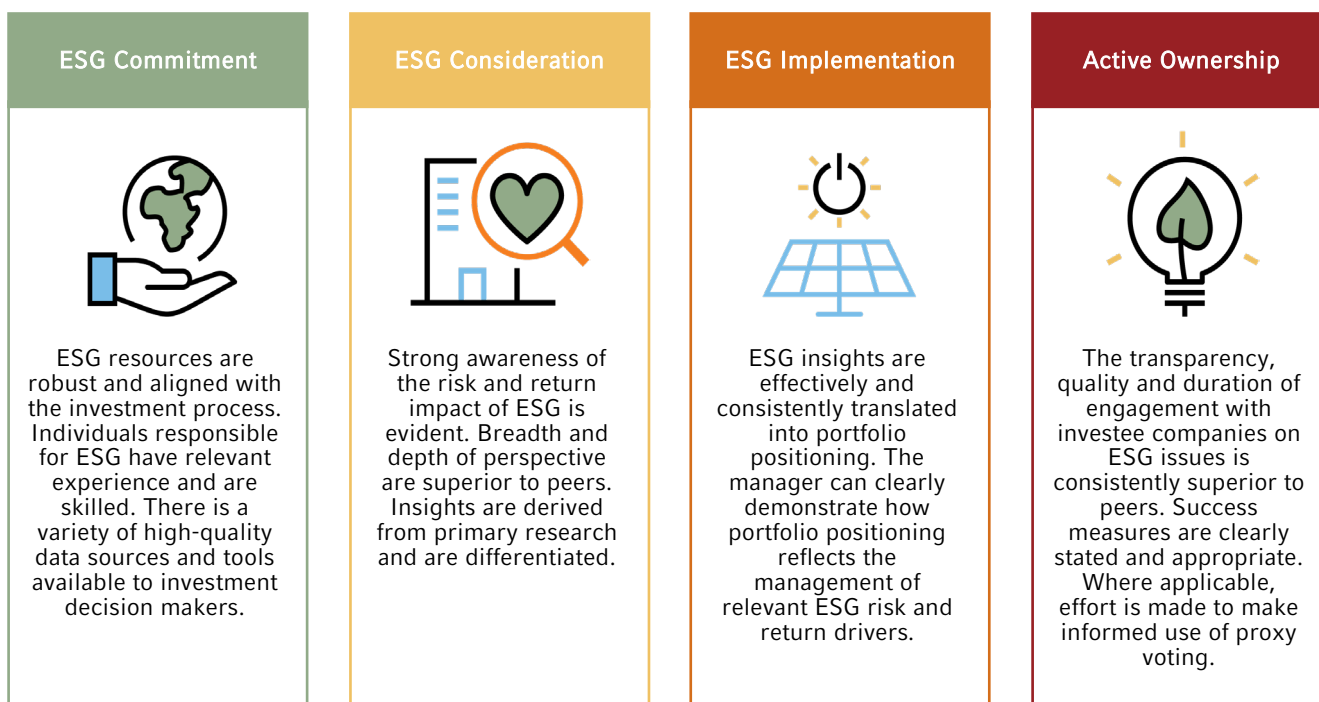 ESG Commitment
ESG resources are
robust and aligned with
the investment process.
Individuals responsible
for ESG have relevant
experience and are
skilled. There is a
variety of high-quality
data sources and tools
available to investment
decision makers.
ESG Consideration
Strong awareness of
the risk and return
impact of ESG is
evident. Breadth and
depth of perspective
are superior to peers.
Insights are derived
from primary research
and are differentiated.
ESG Implementation
ESG insights are
effectively and
consistently translated
into portfolio
positioning. The
manager can clearly
demonstrate how
portfolio positioning
reflects the
management of
relevant ESG risk and
return drivers.
Active Ownership
The transparency,
quality and duration of
engagement with
investee companies on
ESG issues is
consistently superior to
peers. Success
measures are clearly
stated and appropriate.
Where applicable,
effort is made to make
informed use of proxy
voting.